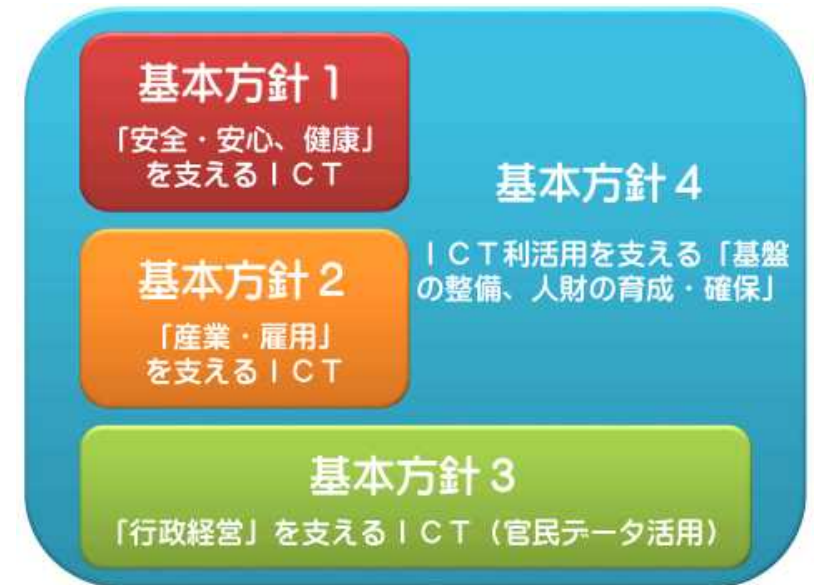 基本方針１
「安全・安心、健康」
を支えるＩＣＴ
基本方針２
「産業・雇用」
を支えるＩＣＴ
基本方針３
「行政経営」を支えるＩＣＴ（官民データ活用）
基本方針４
ＩＣＴ利活用を支える「基盤
の整備、人財の育成・確保」